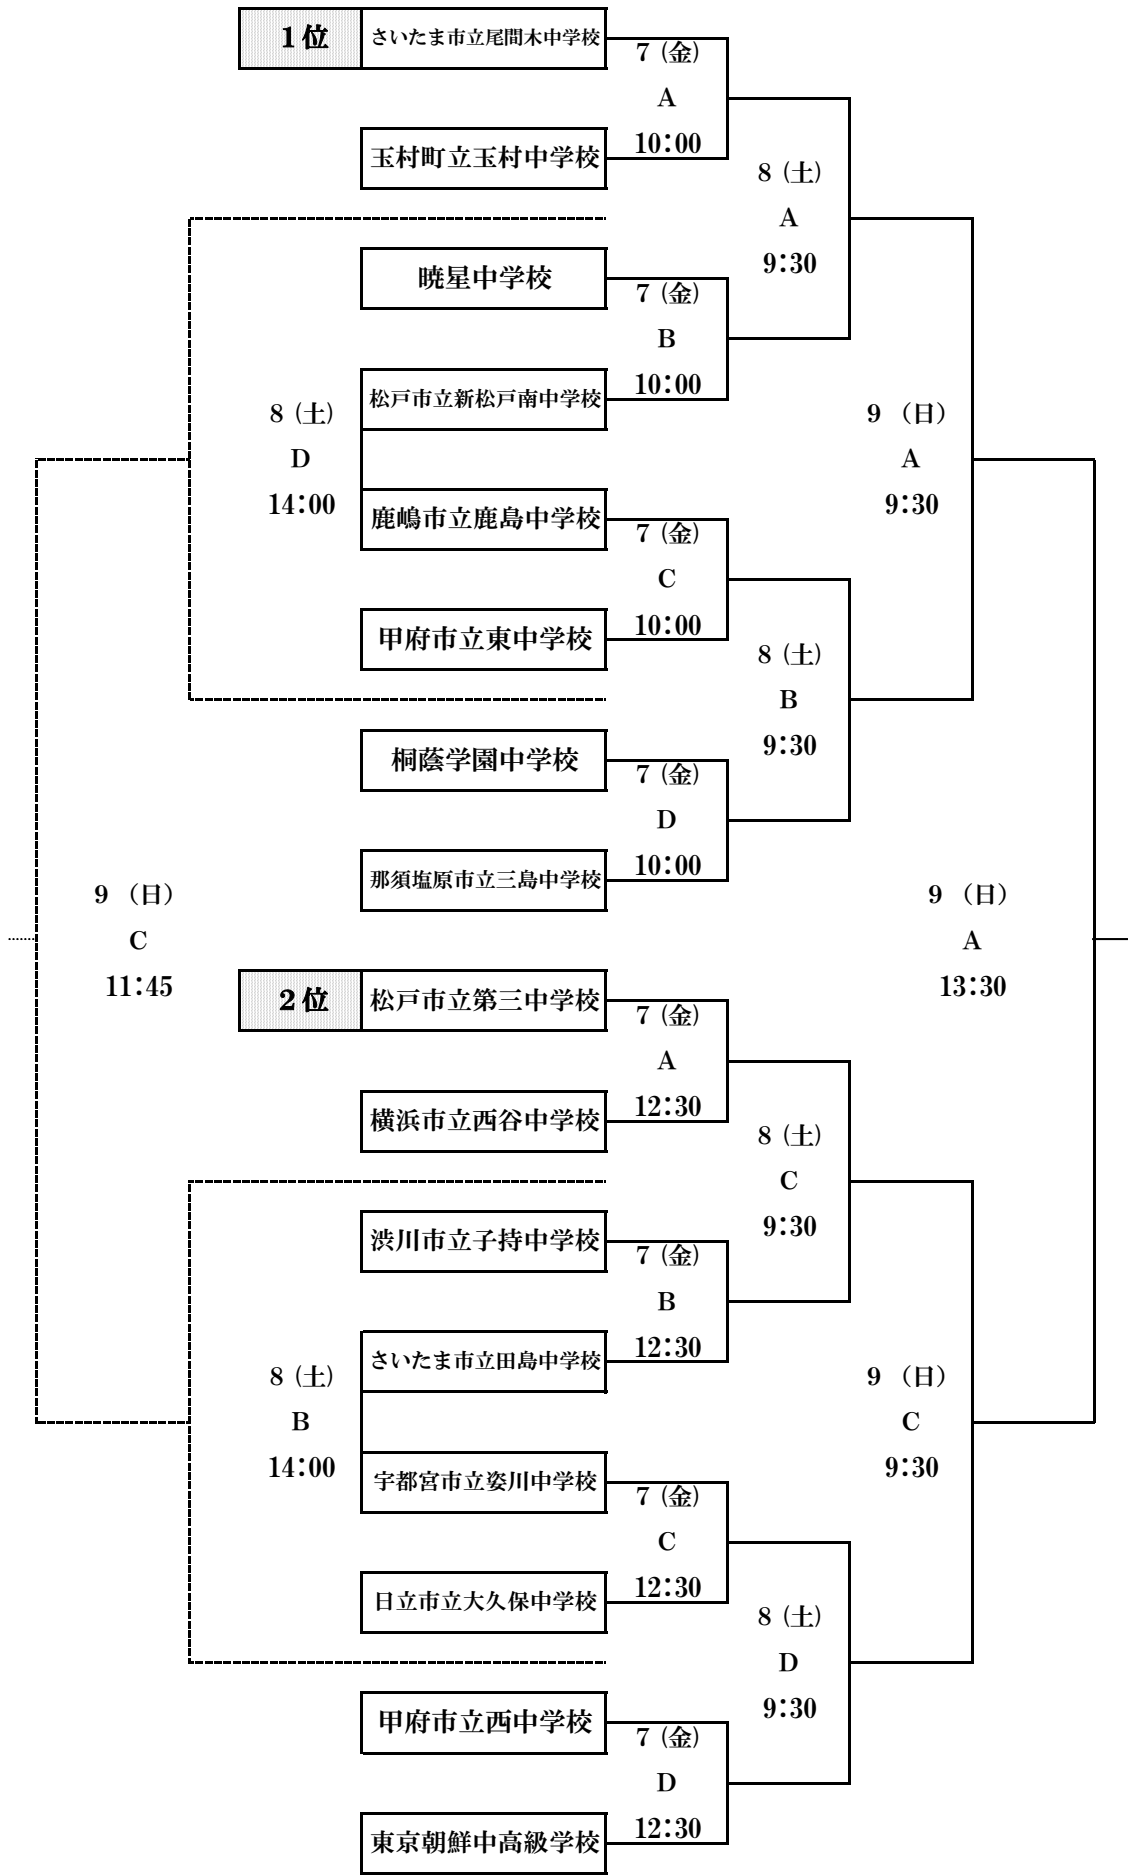 1位 さいたま市立尾間木中学校
7 (金)
A
10:00
玉村町立玉村中学校
8 (土)
A
9:30
暁星中学校
7 (金)
B
10:00
松戸市立新松戸南中学校
8 (土)
D
14:00
9 (日)
A
9:30
鹿嶋市立鹿島中学校
7 (金)
C
10:00
甲府市立東中学校
8 (土)
B
9:30
桐蔭学園中学校
7 (金)
D
10:00
那須塩原市立三島中学校
9 (日)
C
11:45
9 (日)
A
13:30
2位 松戸市立第三中学校
7 (金)
A
12:30
横浜市立西谷中学校
8 (土)
C
9:30
渋川市立子持中学校
7 (金)
B
12:30
さいたま市立田島中学校
8 (土)
B
14:00
9 (日)
C
9:30
宇都宮市立姿川中学校
7 (金)
C
12:30
日立市立大久保中学校
8 (土)
D
9:30
甲府市立西中学校
7 (金)
D
12:30
東京朝鮮中高級学校